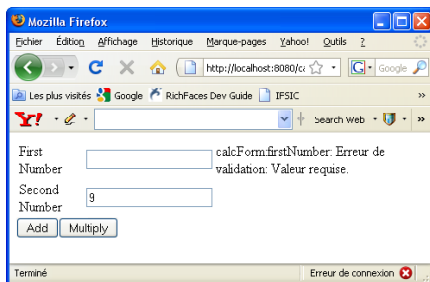 Mozilla Firefox
Fichier Édition Affichage Historique Marque-pages Yahoo! Outils ?
http://localhost:8080/ca
Google
Les plus visités Google RichFaces Dev Guide IFSIC »
Y! Search Web »
First Number
calcForm:firstNumber: Erreur de validation: Valeur requise.
Second Number
9
Add Multiply
Terminé Erreur de connexion